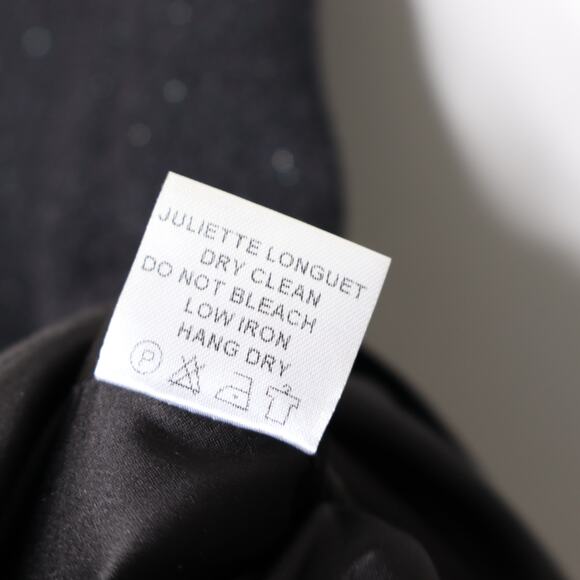 JULIETTE LONGUET
DRY CLEAN
DO NOT BLEACH
LOW IRON
HANG DRY
P